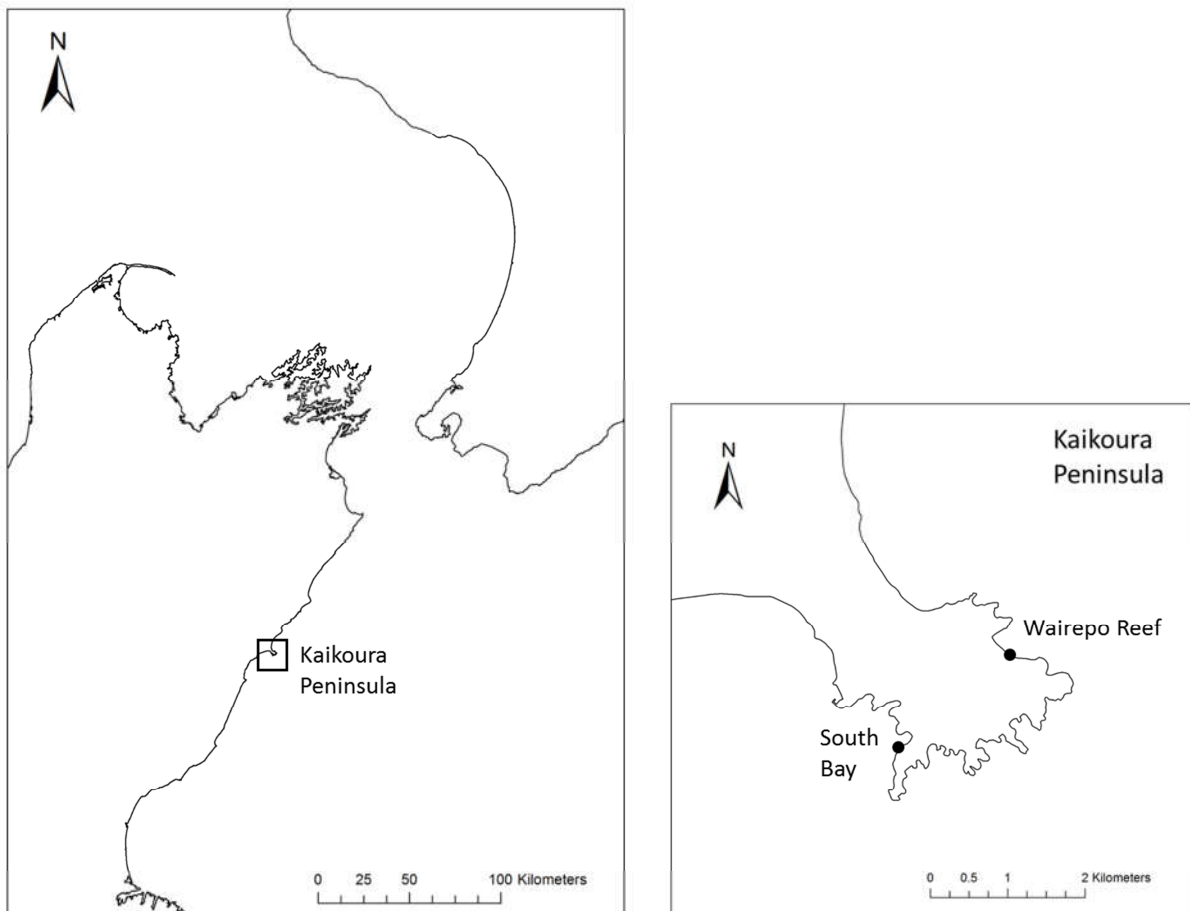 N
Kaikoura
Peninsula
0 25 50 100 Kilometers
Kaikoura
Peninsula
N
Wairepo Reef
South
Bay
0 0.5 1 2 Kilometers